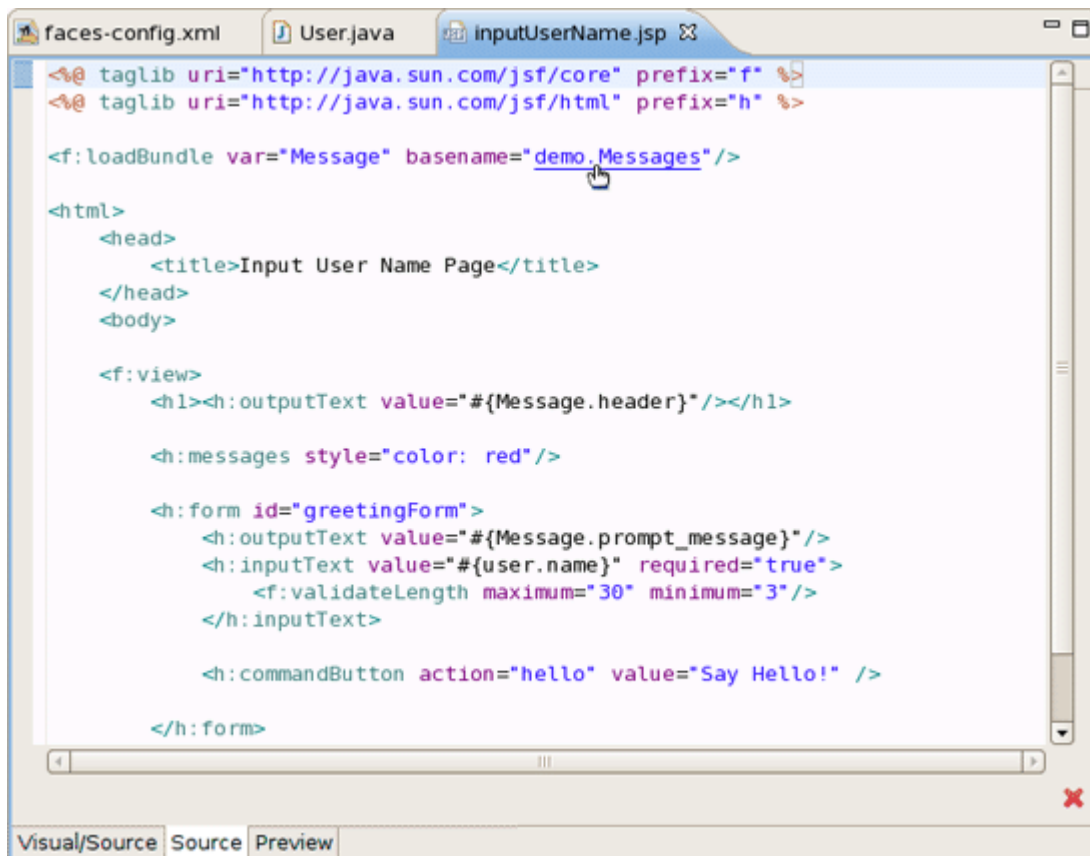 faces-config.xml User.java inputUserName.jsp
<%@ taglib uri="http://java.sun.com/jsf/core" prefix="f" %>
<%@ taglib uri="http://java.sun.com/jsf/html" prefix="h" %>
<f:loadBundle var="Message" basename="demo.Messages"/>
<html>
<head>
<title>Input User Name Page</title>
</head>
<body>
<f:view>
<h1><h:outputText value="#{Message.header}"/></h1>
<h:messages style="color: red"/>
<h:form id="greetingForm">
<h:outputText value="#{Message.prompt_message}"/>
<h:inputText value="#{user.name}" required="true">
<f:validateLength maximum="30" minimum="3"/>
</h:inputText>
<h:commandButton action="hello" value="Say Hello!" />
</h:form>
Visual/Source Source Preview